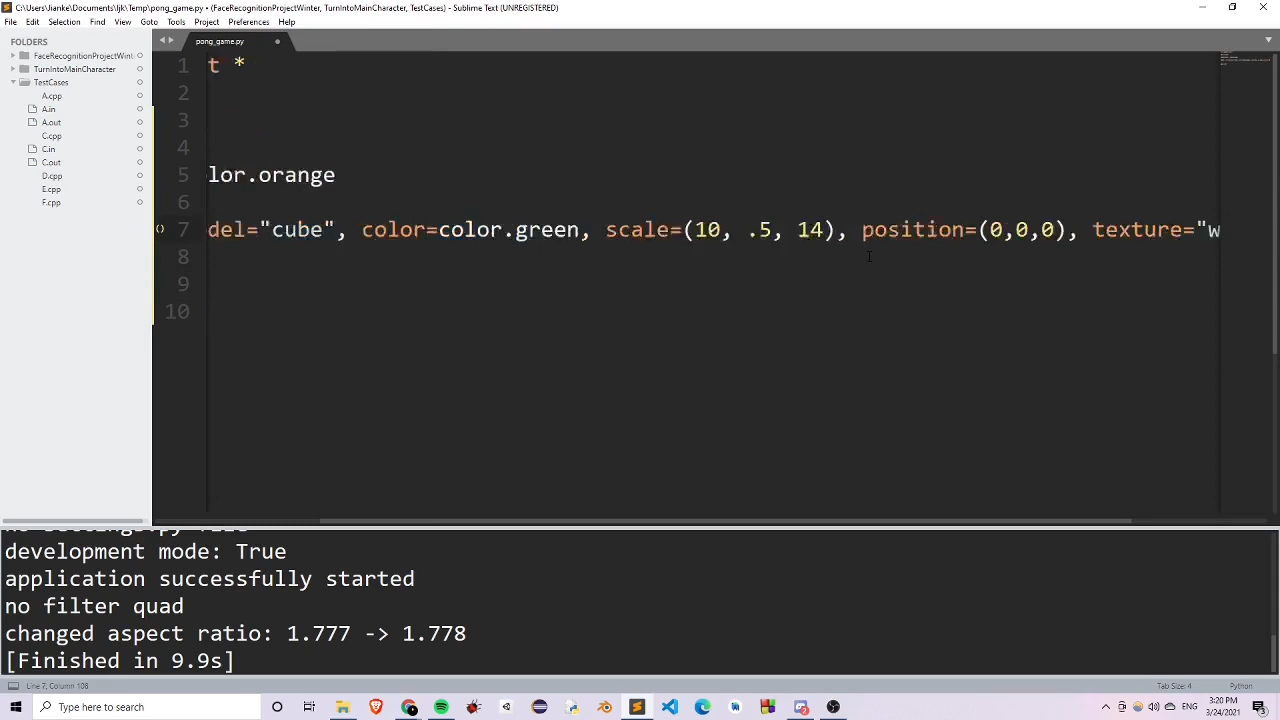 C:\Users\Jianke\Documents\ljk\Temp\pong_game.py • (FaceRecognitionProjectWinter, TurnIntoMainCharacter, TestCases) - Sublime Text (UNREGISTERED)
File Edit Selection Find View Goto Tools Project Preferences Help
FOLDERS
FaceRecognitionProjectWint
TurnIntoMainCharacter
TestCases
A.cpp
A.in
A.out
C.cpp
C.in
C.out
D.cpp
E.cpp
F.cpp
pong_game.py
1 t *
2
3
4
5 lor.orange
6
7 del="cube", color=color.green, scale=(10, .5, 14), position=(0,0,0), texture="w
8
9
10
development mode: True
application successfully started
no filter quad
changed aspect ratio: 1.777 -> 1.778
[Finished in 9.9s]
Line 7, Column 108
Tab Size: 4
Python
Type here to search
ENG
3:20 PM
3/24/2021